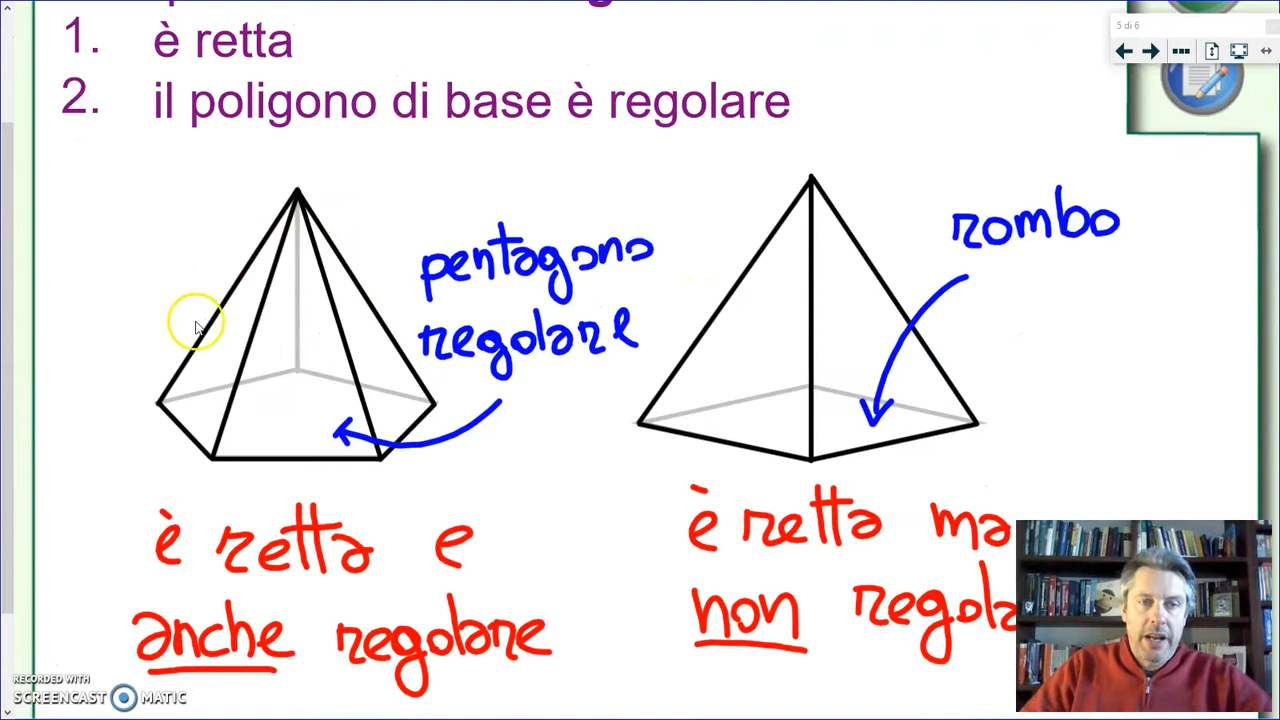 1. è retta
5 di 6
2. il poligono di base è regolare
pentagono
regolare
rombo
è retta e
anche regolare
è retta ma
non regola
RECORDED WITH
SCREENCAST MATIC